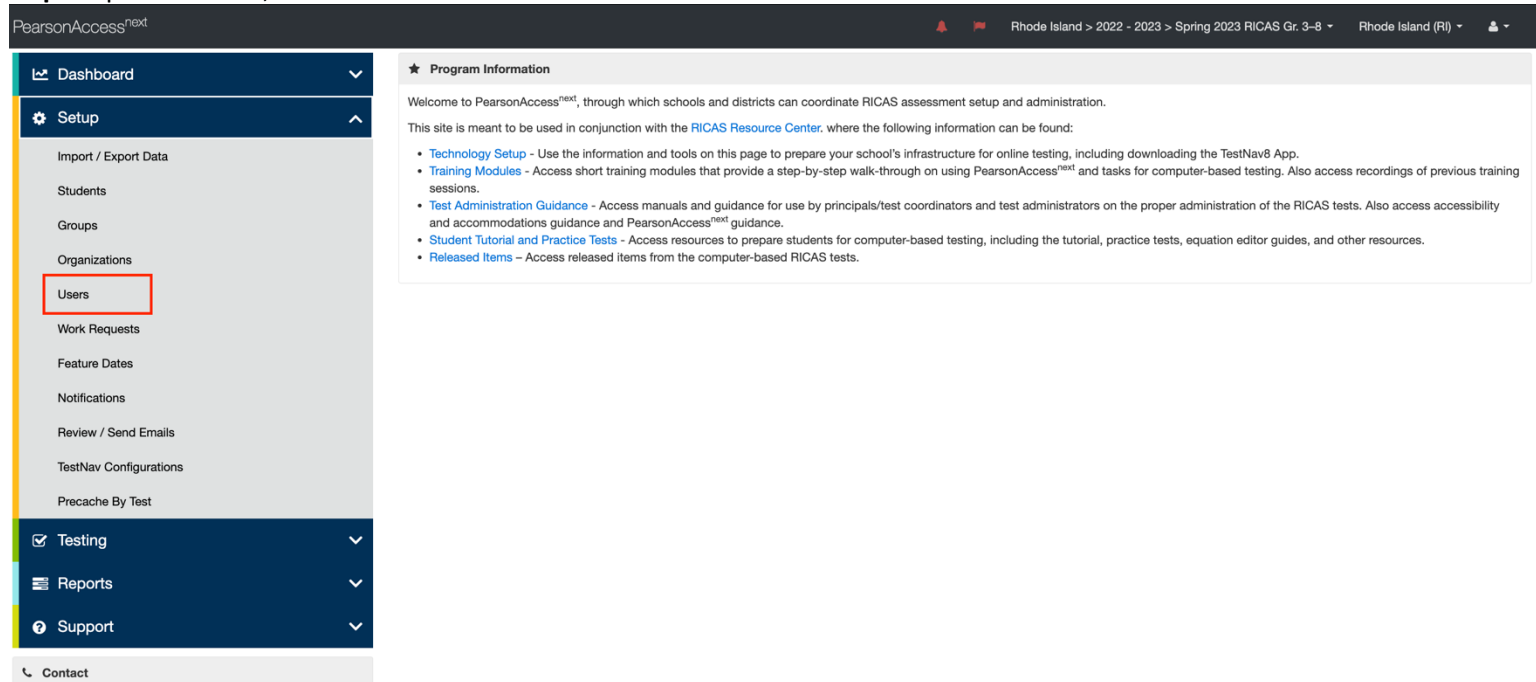 PearsonAccessnext
Rhode Island > 2022 - 2023 > Spring 2023 RICAS Gr. 3–8
Rhode Island (RI)
Dashboard
Setup
Import / Export Data
Students
Groups
Organizations
Users
Work Requests
Feature Dates
Notifications
Review / Send Emails
TestNav Configurations
Precache By Test
Testing
Reports
Support
Contact
Program Information
Welcome to PearsonAccessnext, through which schools and districts can coordinate RICAS assessment setup and administration.
This site is meant to be used in conjunction with the RICAS Resource Center. where the following information can be found:
• Technology Setup - Use the information and tools on this page to prepare your school's infrastructure for online testing, including downloading the TestNav8 App.
• Training Modules - Access short training modules that provide a step-by-step walk-through on using PearsonAccessnext and tasks for computer-based testing. Also access recordings of previous training
sessions.
• Test Administration Guidance - Access manuals and guidance for use by principals/test coordinators and test administrators on the proper administration of the RICAS tests. Also access accessibility
and accommodations guidance and PearsonAccessnext guidance.
• Student Tutorial and Practice Tests - Access resources to prepare students for computer-based testing, including the tutorial, practice tests, equation editor guides, and other resources.
• Released Items – Access released items from the computer-based RICAS tests.